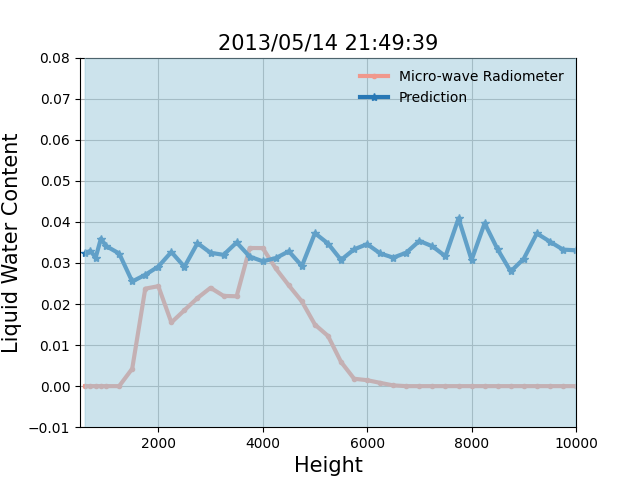 2013/05/14 21:49:39
Micro-wave Radiometer
Prediction
Liquid Water Content
0.08
0.07
0.06
0.05
0.04
0.03
0.02
0.01
0.00
−0.01
2000 4000 6000 8000 10000
Height